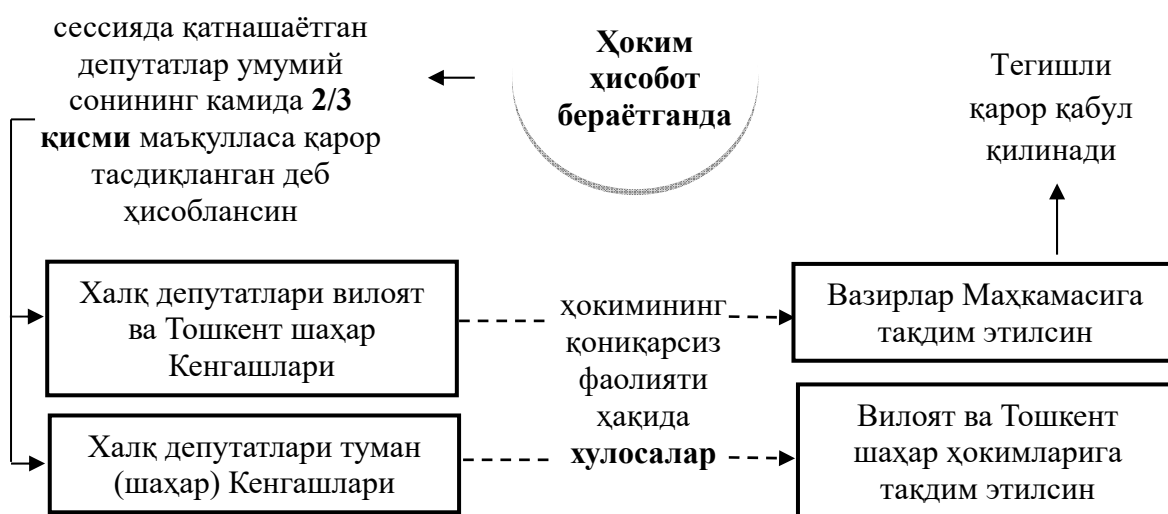 сессияда қатнашаётган
депутатлар умумий
сонининг камида 2/3
қисми маъқулласа қарор
тасдиқланган деб
ҳисоблансин
Ҳоким
ҳисобот
бераётганда
Тегишли
қарор қабул
қилинади
Халқ депутатлари вилоят
ва Тошкент шаҳар
Кенгашлари
ҳокимининг
қониқарсиз
фаолияти
ҳақида
хулосалар
Вазирлар Маҳкамасига
тақдим этилсин
Халқ депутатлари туман
(шаҳар) Кенгашлари
Вилоят ва Тошкент
шаҳар ҳокимларига
тақдим этилсин